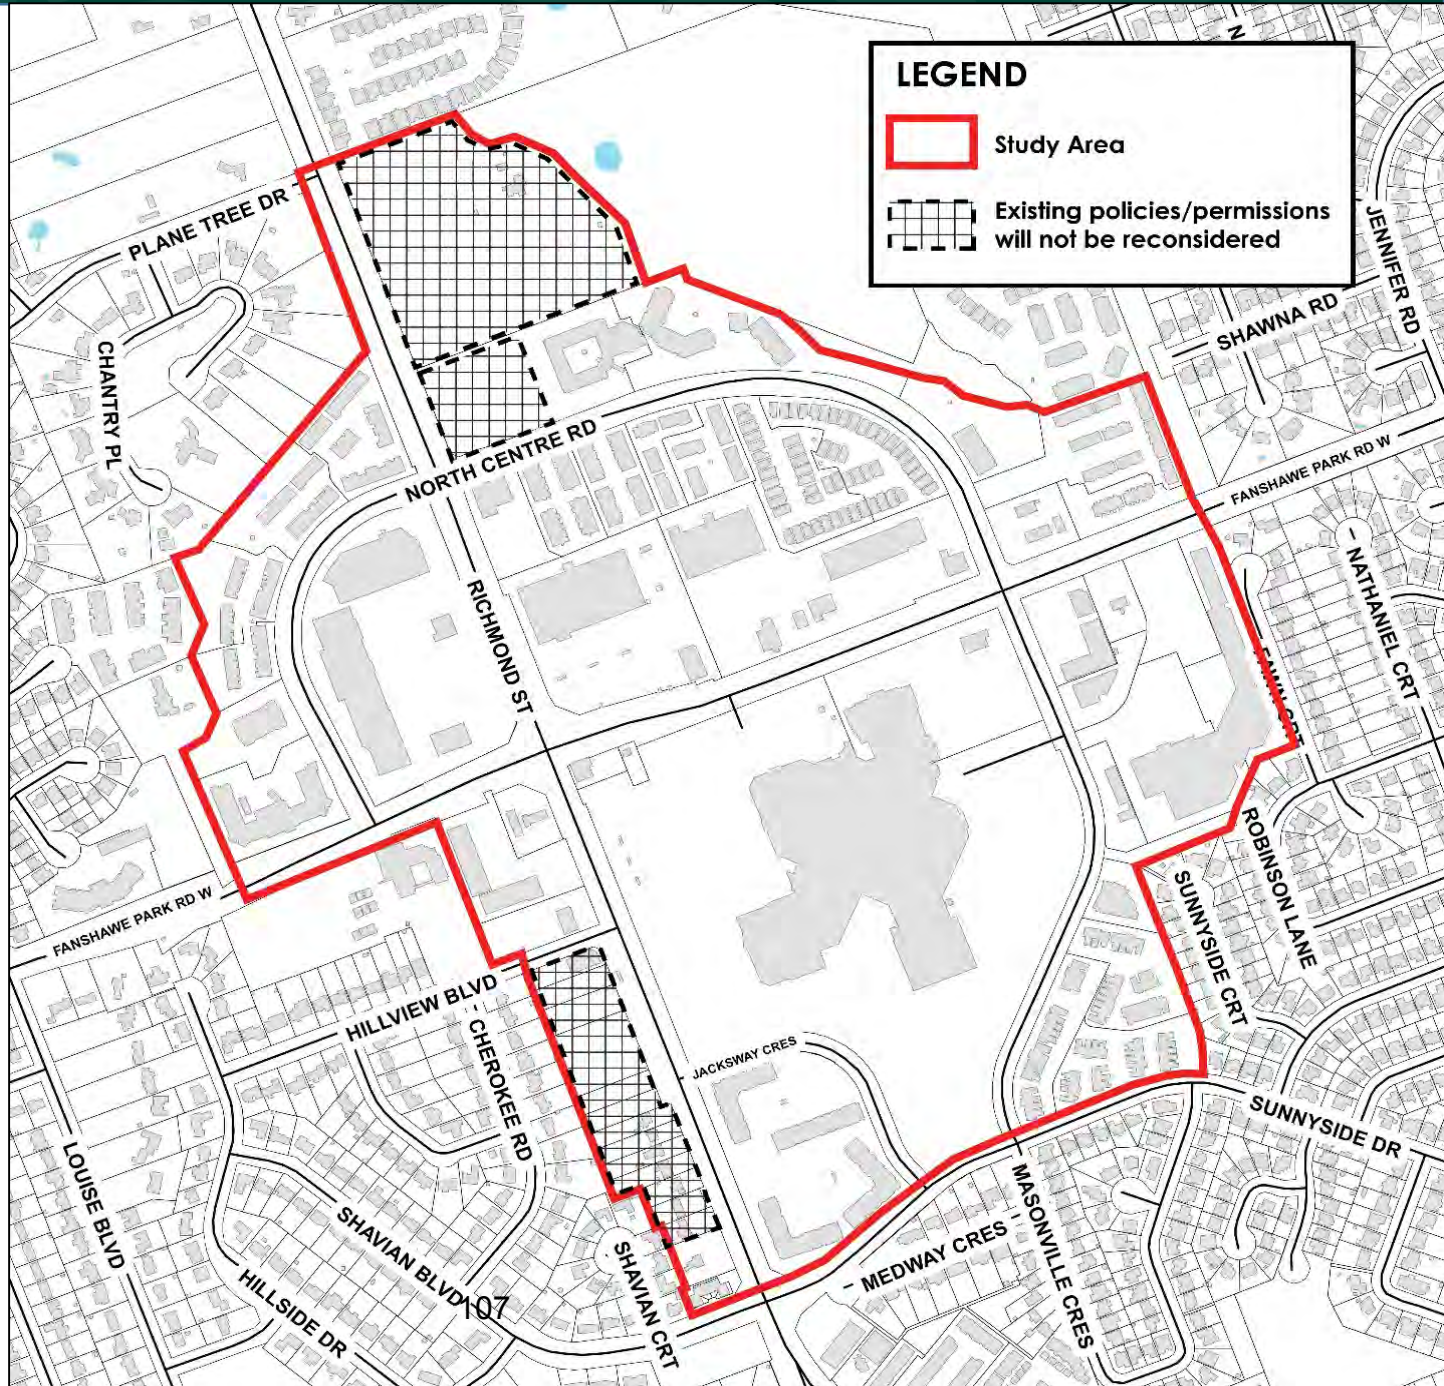 N
LEGEND
Study Area
Existing policies/permissions
will not be reconsidered
PLANE TREE DR
JENNIFER RD
SHAWNA RD
CHANTRY PL
NORTH CENTRE RD
FANSHAWE PARK RD W
RICHMOND ST
NATHANIEL CRT
FAWN CRT
ROBINSON LANE
SUNNYSIDE CRT
FANSHAWE PARK RD W
HILLVIEW BLVD
CHEROKEE RD
JACKSWAY CRES
SUNNYSIDE DR
LOUISE BLVD
SHAVIAN BLVD
MASONVILLE CRES
MEDWAY CRES
HILLSIDE DR
SHAVIAN CRT
107